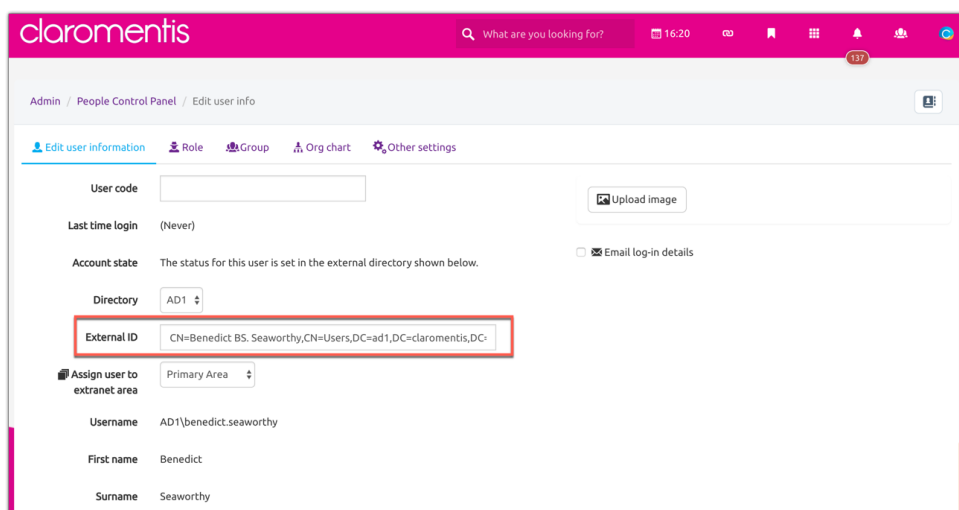 claromentis
What are you looking for?
16:20
137
Admin / People Control Panel / Edit user info
Edit user information
Role
Group
Org chart
Other settings
User code
Upload image
Last time login
(Never)
Email log-in details
Account state
The status for this user is set in the external directory shown below.
Directory
AD1
External ID
CN=Benedict BS. Seaworthy,CN=Users,DC=ad1,DC=claromentis,DC=
Assign user to
extranet area
Primary Area
Username
AD1\benedict.seaworthy
First name
Benedict
Surname
Seaworthy